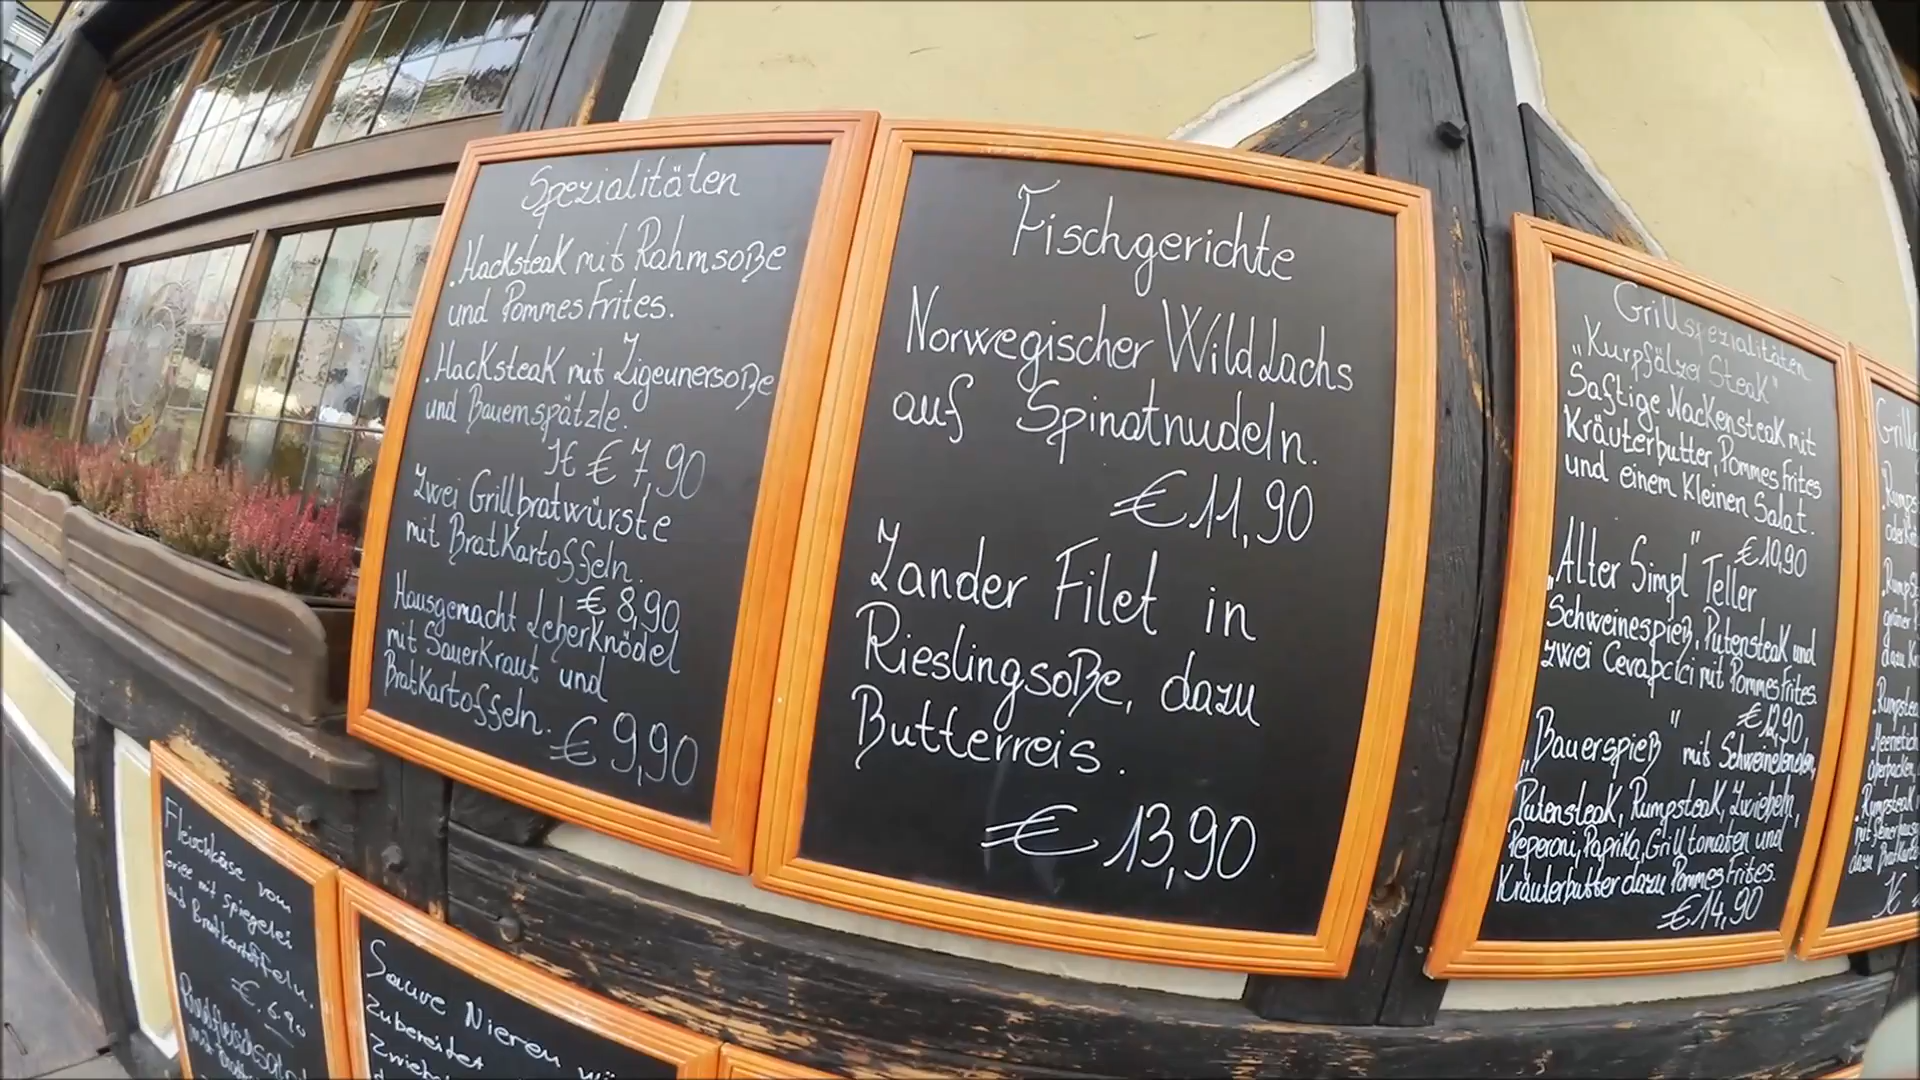 Spezialitäten
. Hacksteak mit Rahmsoße
und Pommes Frites.
. Hacksteak mit Zigeunersoße
und Bauernspätzle.
Je € 7,90
Zwei Grillbratwürste
mit Bratkartoffeln.
€ 8,90
Hausgemacht Leberknödel
mit Sauerkraut und
Bratkartoffeln.
€ 9,90
Fischgerichte
Norwegischer Wild Lachs
auf Spinatnudeln.
€ 11,90
Zander Filet in
Rieslingsoße, dazu
Butterreis.
€ 13,90
Grillspezialitäten
„Kurpfälzer Steak"
Saftige Nackensteak mit
Kräuterbutter, Pommes Frites
und einem kleinen Salat.
€ 10,90
„Alter Simpl" Teller
Schweinespieß, Putensteak und
zwei Cevapcici mit Pommes Frites.
€ 12,90
„Bauerspieß" mit Schweinelenden,
Putensteak, Rumpsteak, Zwiebeln,
Peperoni, Paprika, Grilltomaten und
Kräuterbutter dazu Pommes Frites.
€ 14,90
Fleischkäse vom
Grill mit Spiegelei
und Bratkartoffeln.
€ 6,90
Saure Nieren
Zubereitet